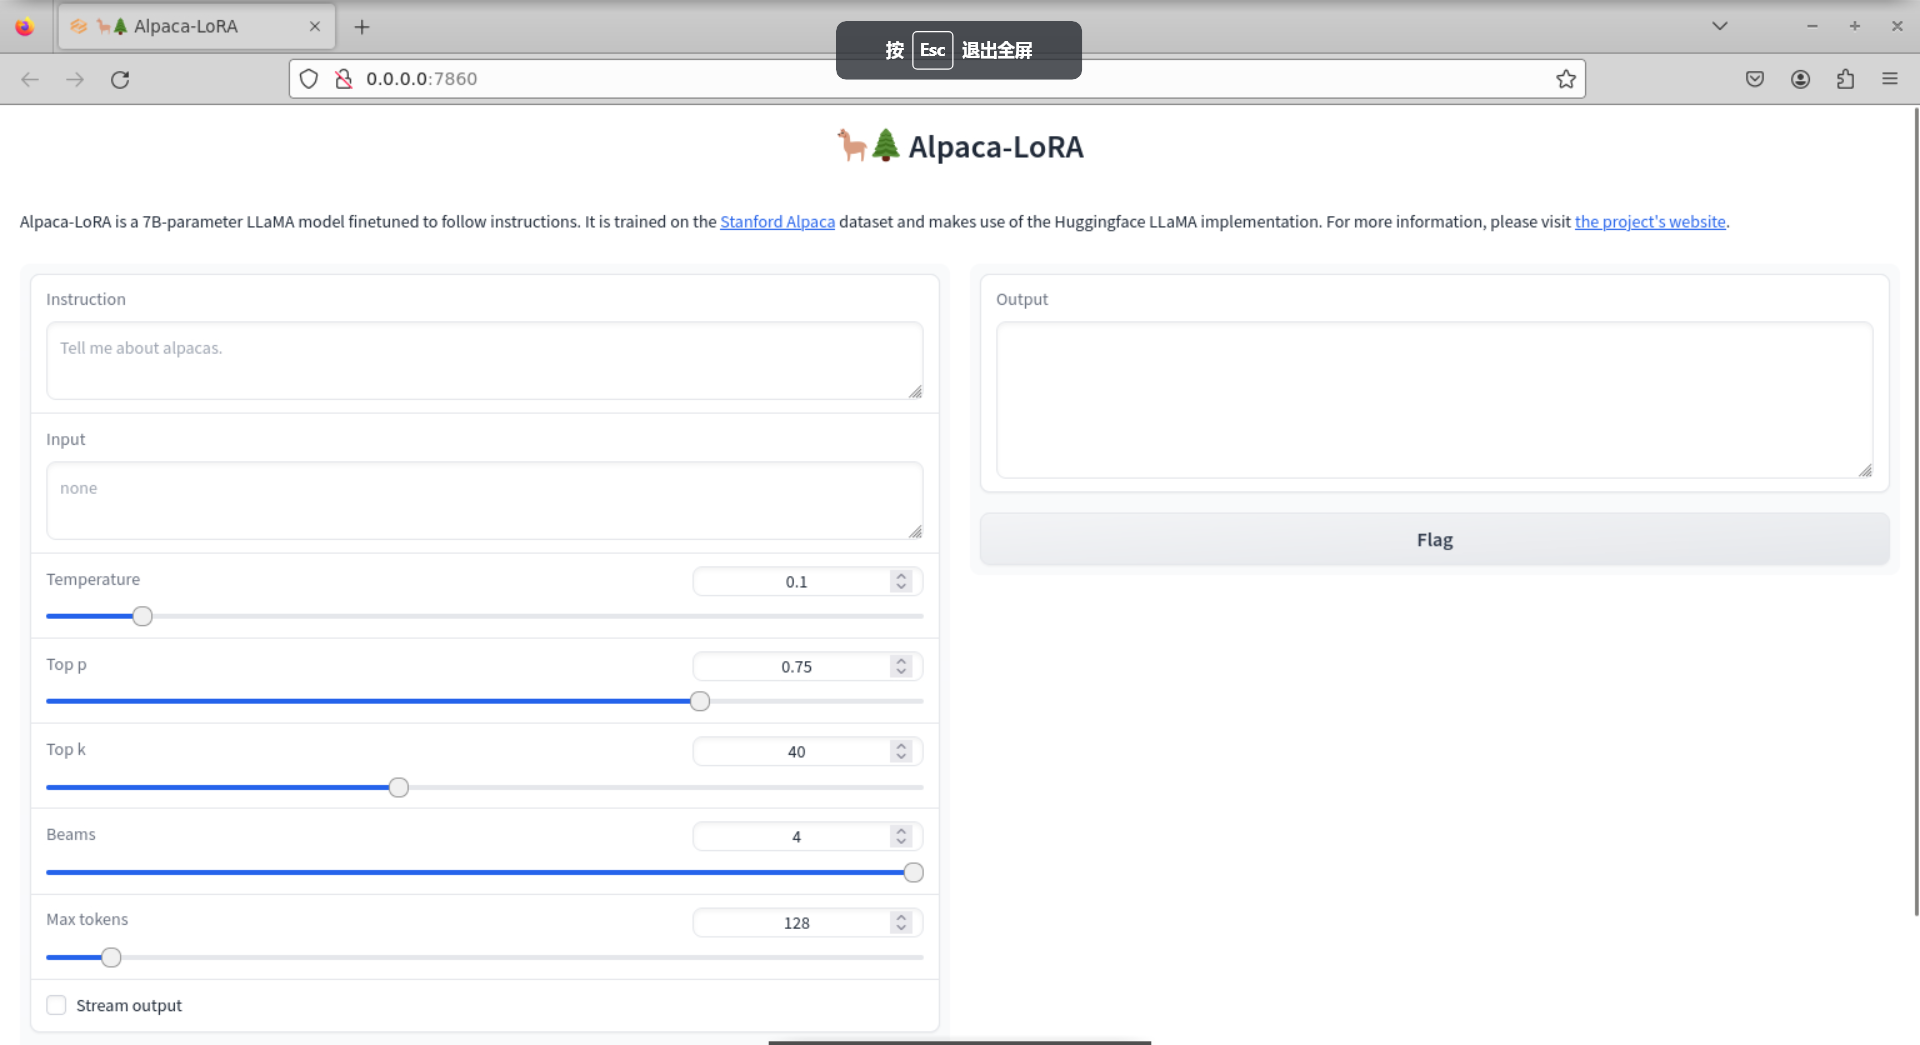 Alpaca-LoRA
按 Esc 退出全屏
0.0.0.0:7860
Alpaca-LoRA
Alpaca-LoRA is a 7B-parameter LLaMA model finetuned to follow instructions. It is trained on the Stanford Alpaca dataset and makes use of the Huggingface LLaMA implementation. For more information, please visit the project's website.
Instruction
Tell me about alpacas.
Input
none
Temperature
0.1
Top p
0.75
Top k
40
Beams
4
Max tokens
128
Stream output
Output
Flag